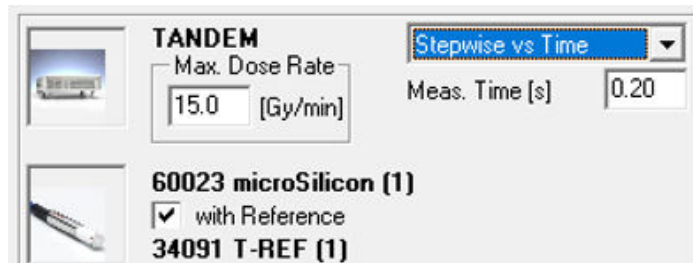 TANDEM
Stepwise vs Time
Max. Dose Rate
15.0 [Gy/min]
Meas. Time [s] 0.20
60023 microSilicon (1)
with Reference
34091 T-REF (1)